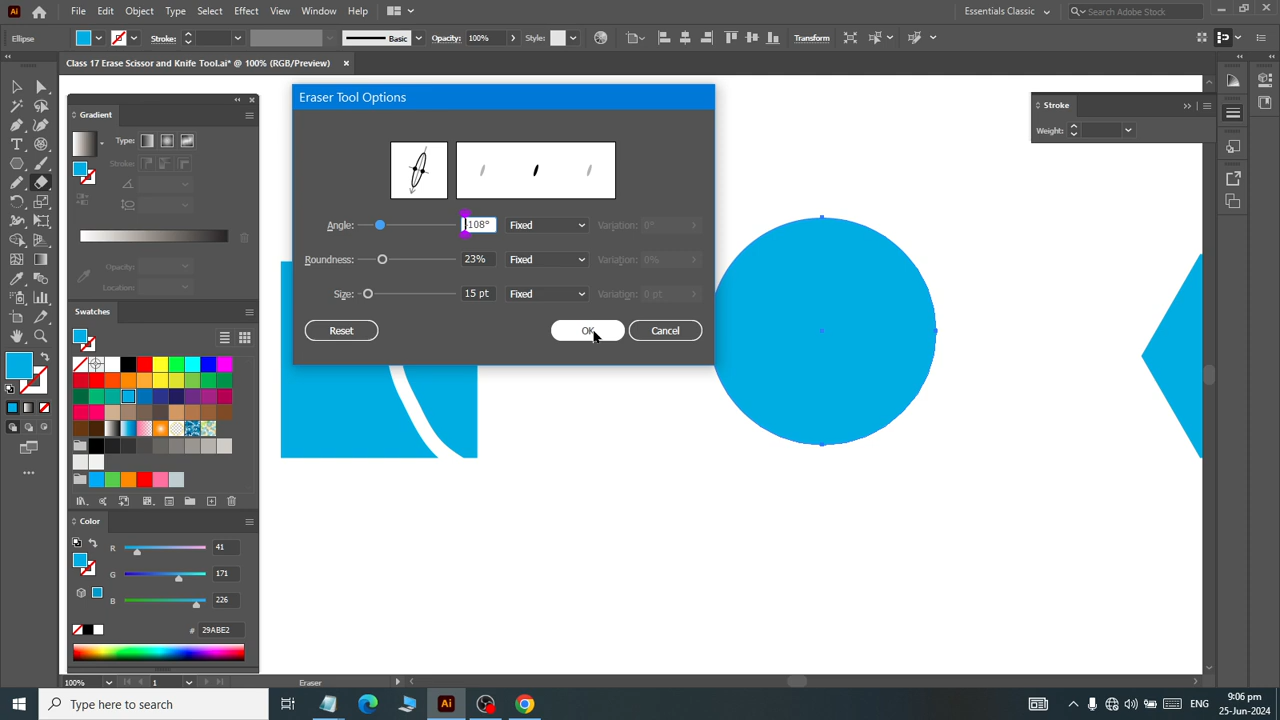 Ai File Edit Object Type Select Effect View Window Help Essentials Classic Search Adobe Stock
Ellipse Stroke: Basic Opacity: 100% Style: Transform
Class 17 Erase Scissor and Knife Tool.ai* @ 100% (RGB/Preview)
Gradient
Type:
Stroke:
Opacity:
Location:
Swatches
Color
R 41
G 171
B 226
# 29ABE2
Eraser Tool Options
Angle: -108° Fixed Variation: 0°
Roundness: 23% Fixed Variation: 0%
Size: 15 pt Fixed Variation: 0 pt
Reset OK Cancel
Stroke
Weight:
100% 1 Eraser
Type here to search
Ai
ENG
9:06 pm
25-Jun-2024